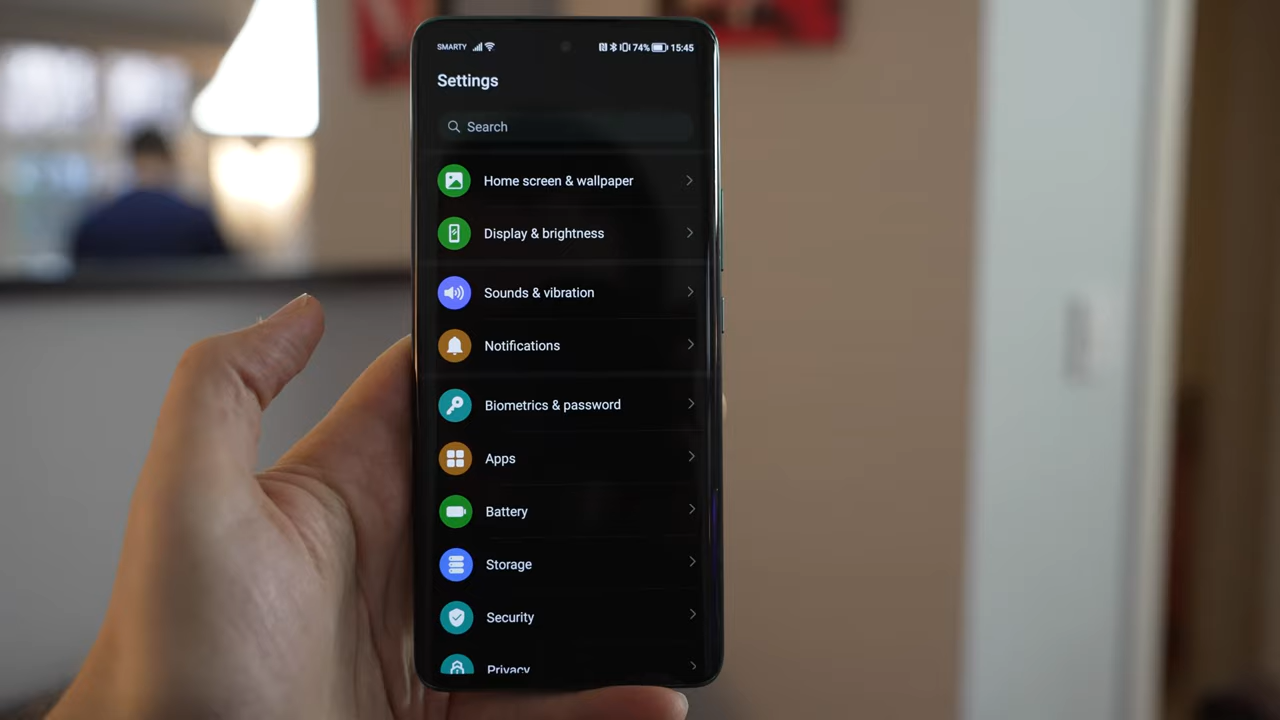 SMARTY 74% 15:45
Settings
Search
Home screen & wallpaper
Display & brightness
Sounds & vibration
Notifications
Biometrics & password
Apps
Battery
Storage
Security
Privacy